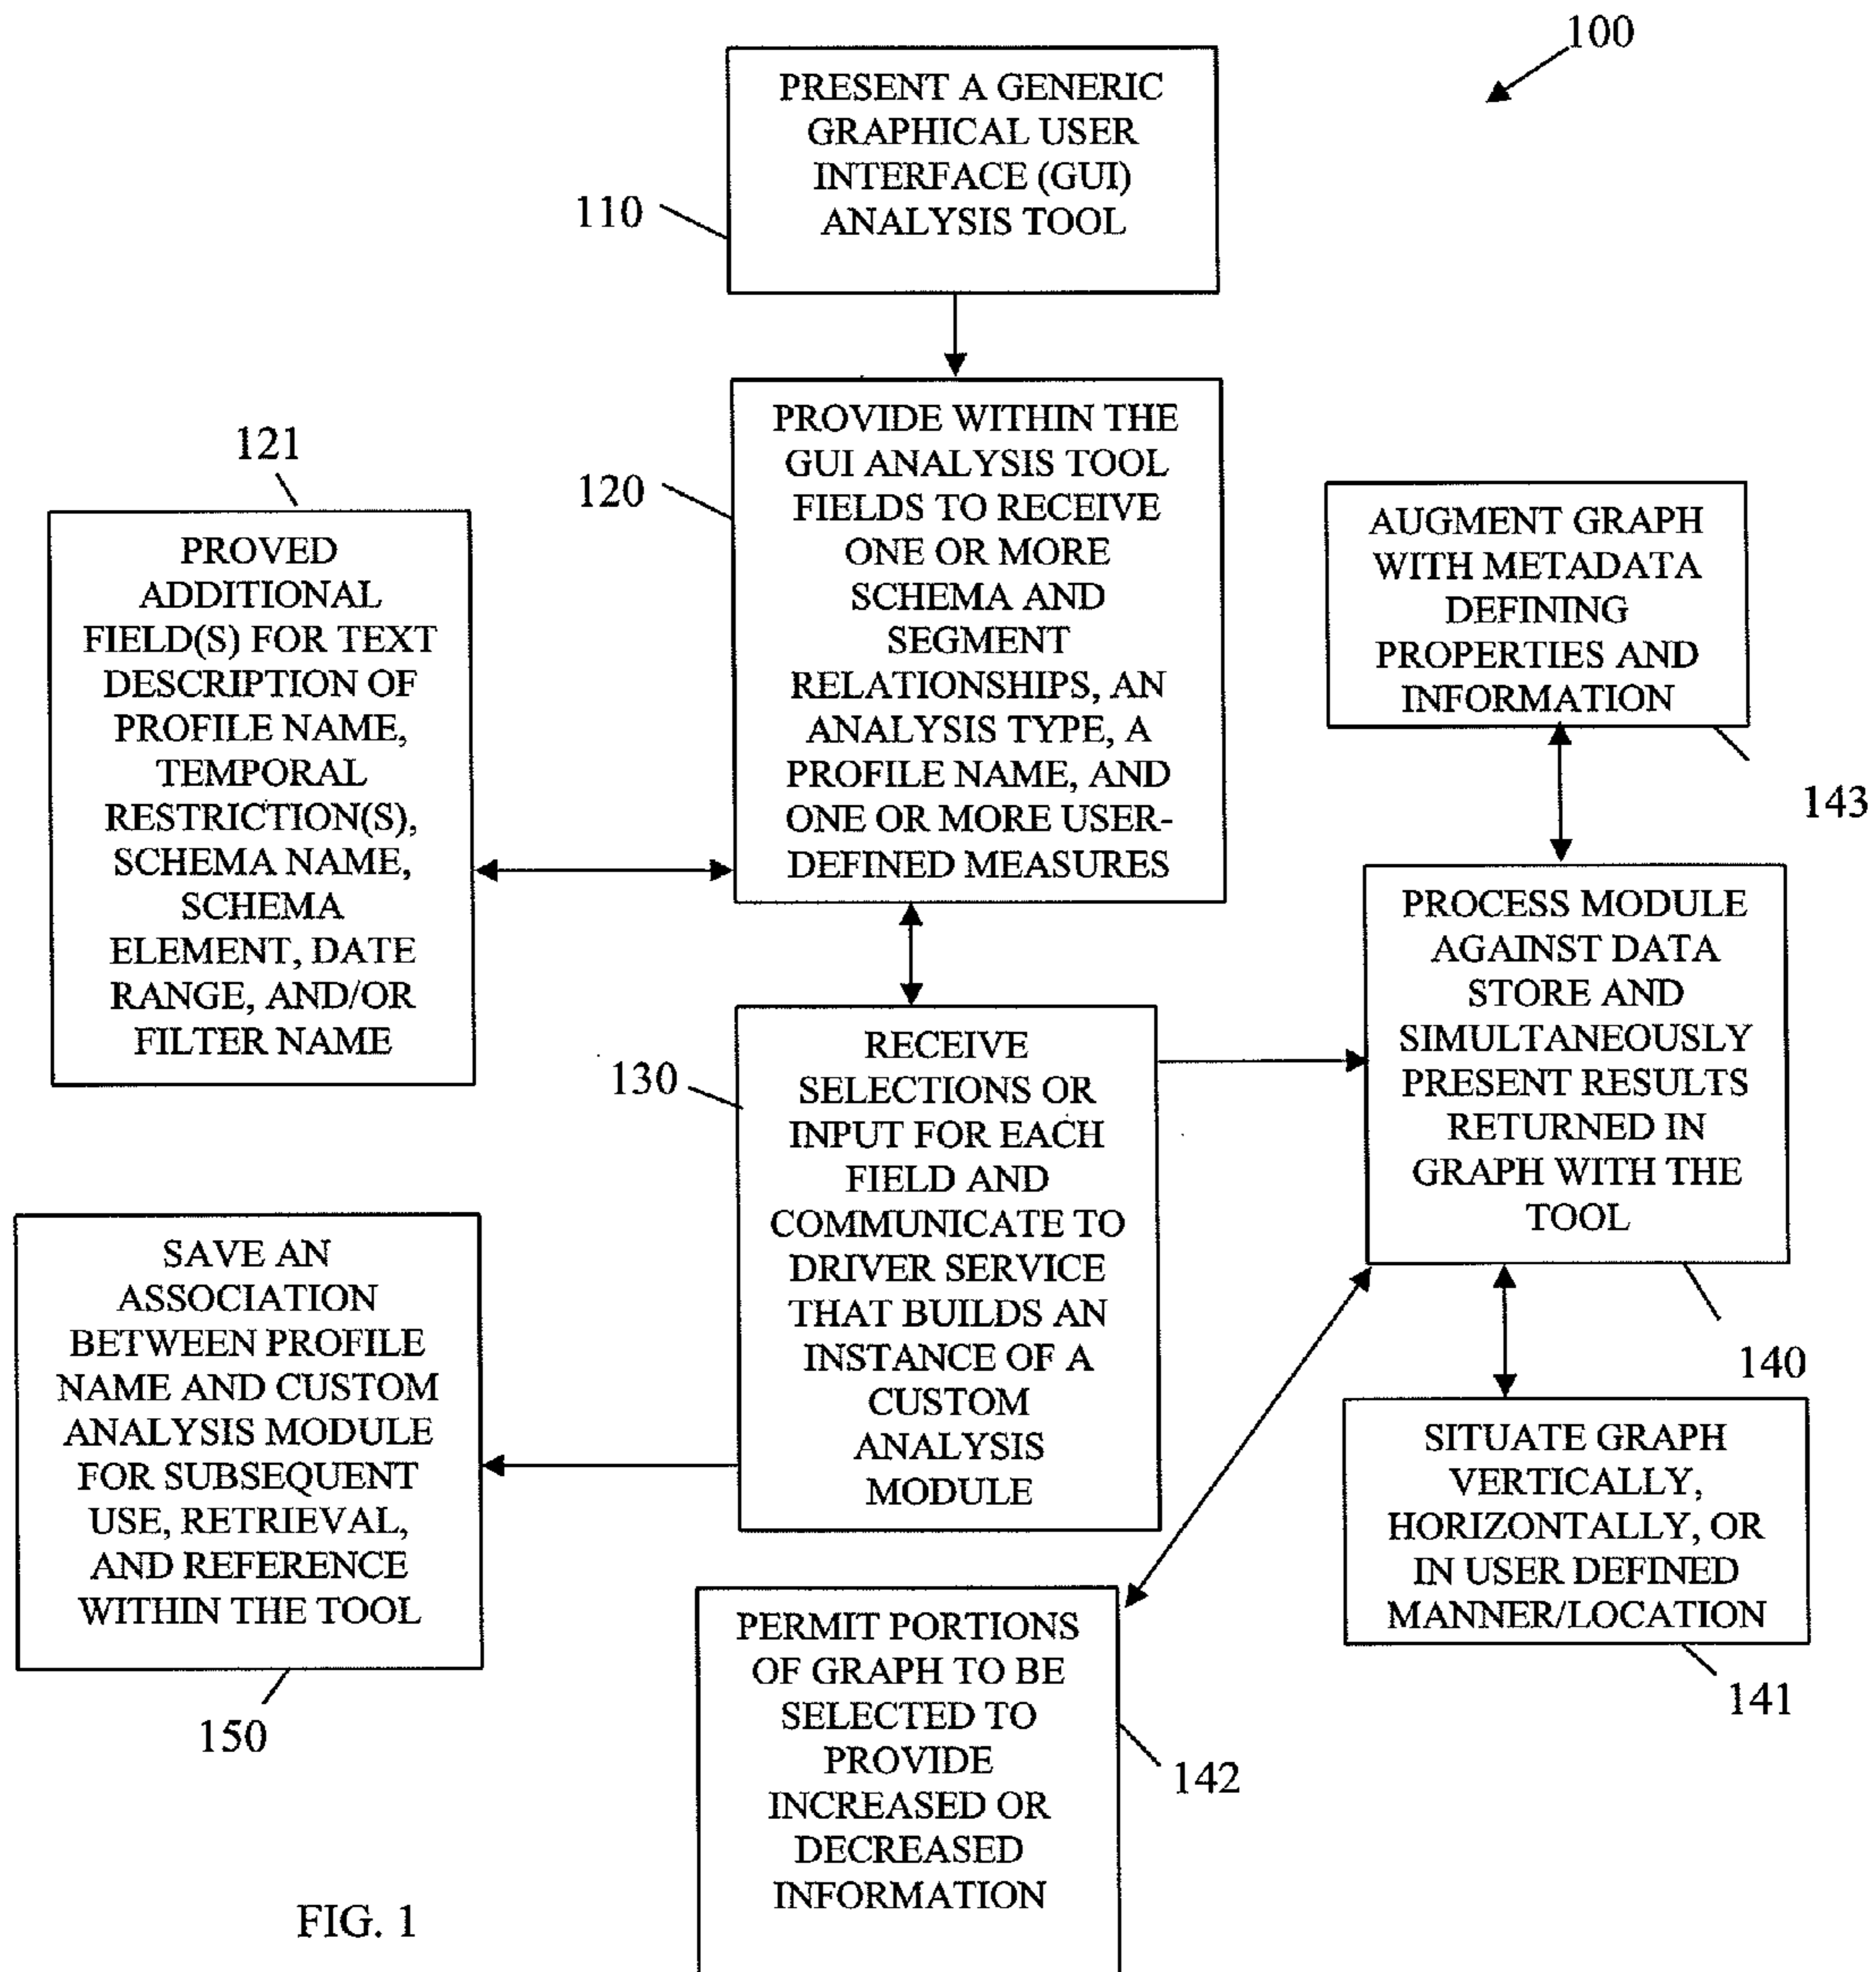 100
PRESENT A GENERIC
GRAPHICAL USER
INTERFACE (GUI)
ANALYSIS TOOL
110
PROVIDE WITHIN THE
GUI ANALYSIS TOOL
FIELDS TO RECEIVE
ONE OR MORE
SCHEMA AND
SEGMENT
RELATIONSHIPS, AN
ANALYSIS TYPE, A
PROFILE NAME, AND
ONE OR MORE USER-
DEFINED MEASURES
120
121
PROVED
ADDITIONAL
FIELD(S) FOR TEXT
DESCRIPTION OF
PROFILE NAME,
TEMPORAL
RESTRICTION(S),
SCHEMA NAME,
SCHEMA
ELEMENT, DATE
RANGE, AND/OR
FILTER NAME
AUGMENT GRAPH
WITH METADATA
DEFINING
PROPERTIES AND
INFORMATION
143
RECEIVE
SELECTIONS OR
INPUT FOR EACH
FIELD AND
COMMUNICATE TO
DRIVER SERVICE
THAT BUILDS AN
INSTANCE OF A
CUSTOM
ANALYSIS
MODULE
130
PROCESS MODULE
AGAINST DATA
STORE AND
SIMULTANEOUSLY
PRESENT RESULTS
RETURNED IN
GRAPH WITH THE
TOOL
140
SAVE AN
ASSOCIATION
BETWEEN PROFILE
NAME AND CUSTOM
ANALYSIS MODULE
FOR SUBSEQUENT
USE, RETRIEVAL,
AND REFERENCE
WITHIN THE TOOL
150
SITUATE GRAPH
VERTICALLY,
HORIZONTALLY, OR
IN USER DEFINED
MANNER/LOCATION
141
PERMIT PORTIONS
OF GRAPH TO BE
SELECTED TO
PROVIDE
INCREASED OR
DECREASED
INFORMATION
142
FIG. 1